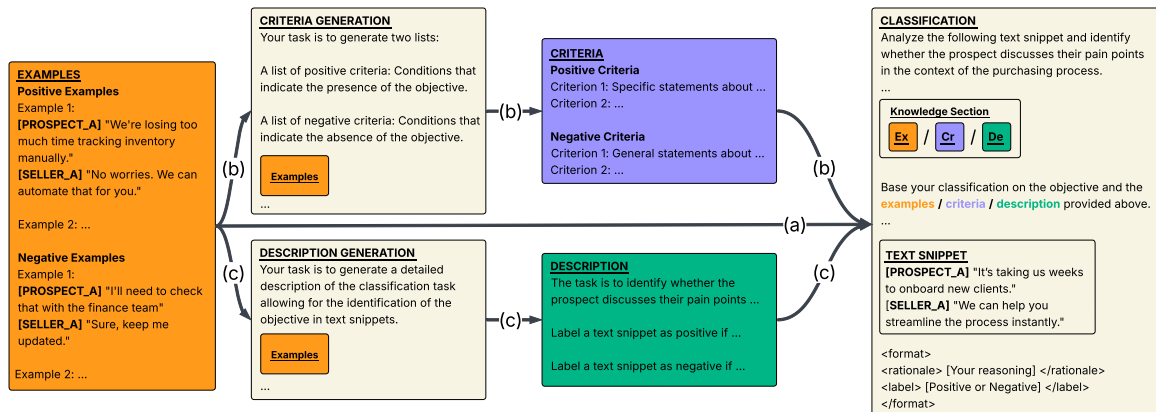 EXAMPLES
Positive Examples
Example 1:
[PROSPECT_A] "We're losing too
much time tracking inventory
manually."
[SELLER_A] "No worries. We can
automate that for you."
Example 2: ...
Negative Examples
Example 1:
[PROSPECT_A] "I'll need to check
that with the finance team"
[SELLER_A] "Sure, keep me
updated."
Example 2: ...
(b)
(c)
CRITERIA GENERATION
Your task is to generate two lists:
A list of positive criteria: Conditions that
indicate the presence of the objective.
A list of negative criteria: Conditions that
indicate the absence of the objective.
Examples
...
DESCRIPTION GENERATION
Your task is to generate a detailed
description of the classification task
allowing for the identification of the
objective in text snippets.
Examples
...
(b)
(a)
(c)
CRITERIA
Positive Criteria
Criterion 1: Specific statements about ...
Criterion 2: ...
Negative Criteria
Criterion 1: General statements about ...
Criterion 2: ...
DESCRIPTION
The task is to identify whether the
prospect discusses their pain points ...
Label a text snippet as positive if ...
Label a text snippet as negative if ...
(b)
(c)
CLASSIFICATION
Analyze the following text snippet and identify
whether the prospect discusses their pain points
in the context of the purchasing process.
...
Knowledge Section
Ex / Cr / De
Base your classification on the objective and the
examples / criteria / description provided above.
...
TEXT SNIPPET
[PROSPECT_A] "It's taking us weeks
to onboard new clients."
[SELLER_A] "We can help you
streamline the process instantly."
<format>
<rationale> [Your reasoning] </rationale>
<label> [Positive or Negative] </label>
</format>